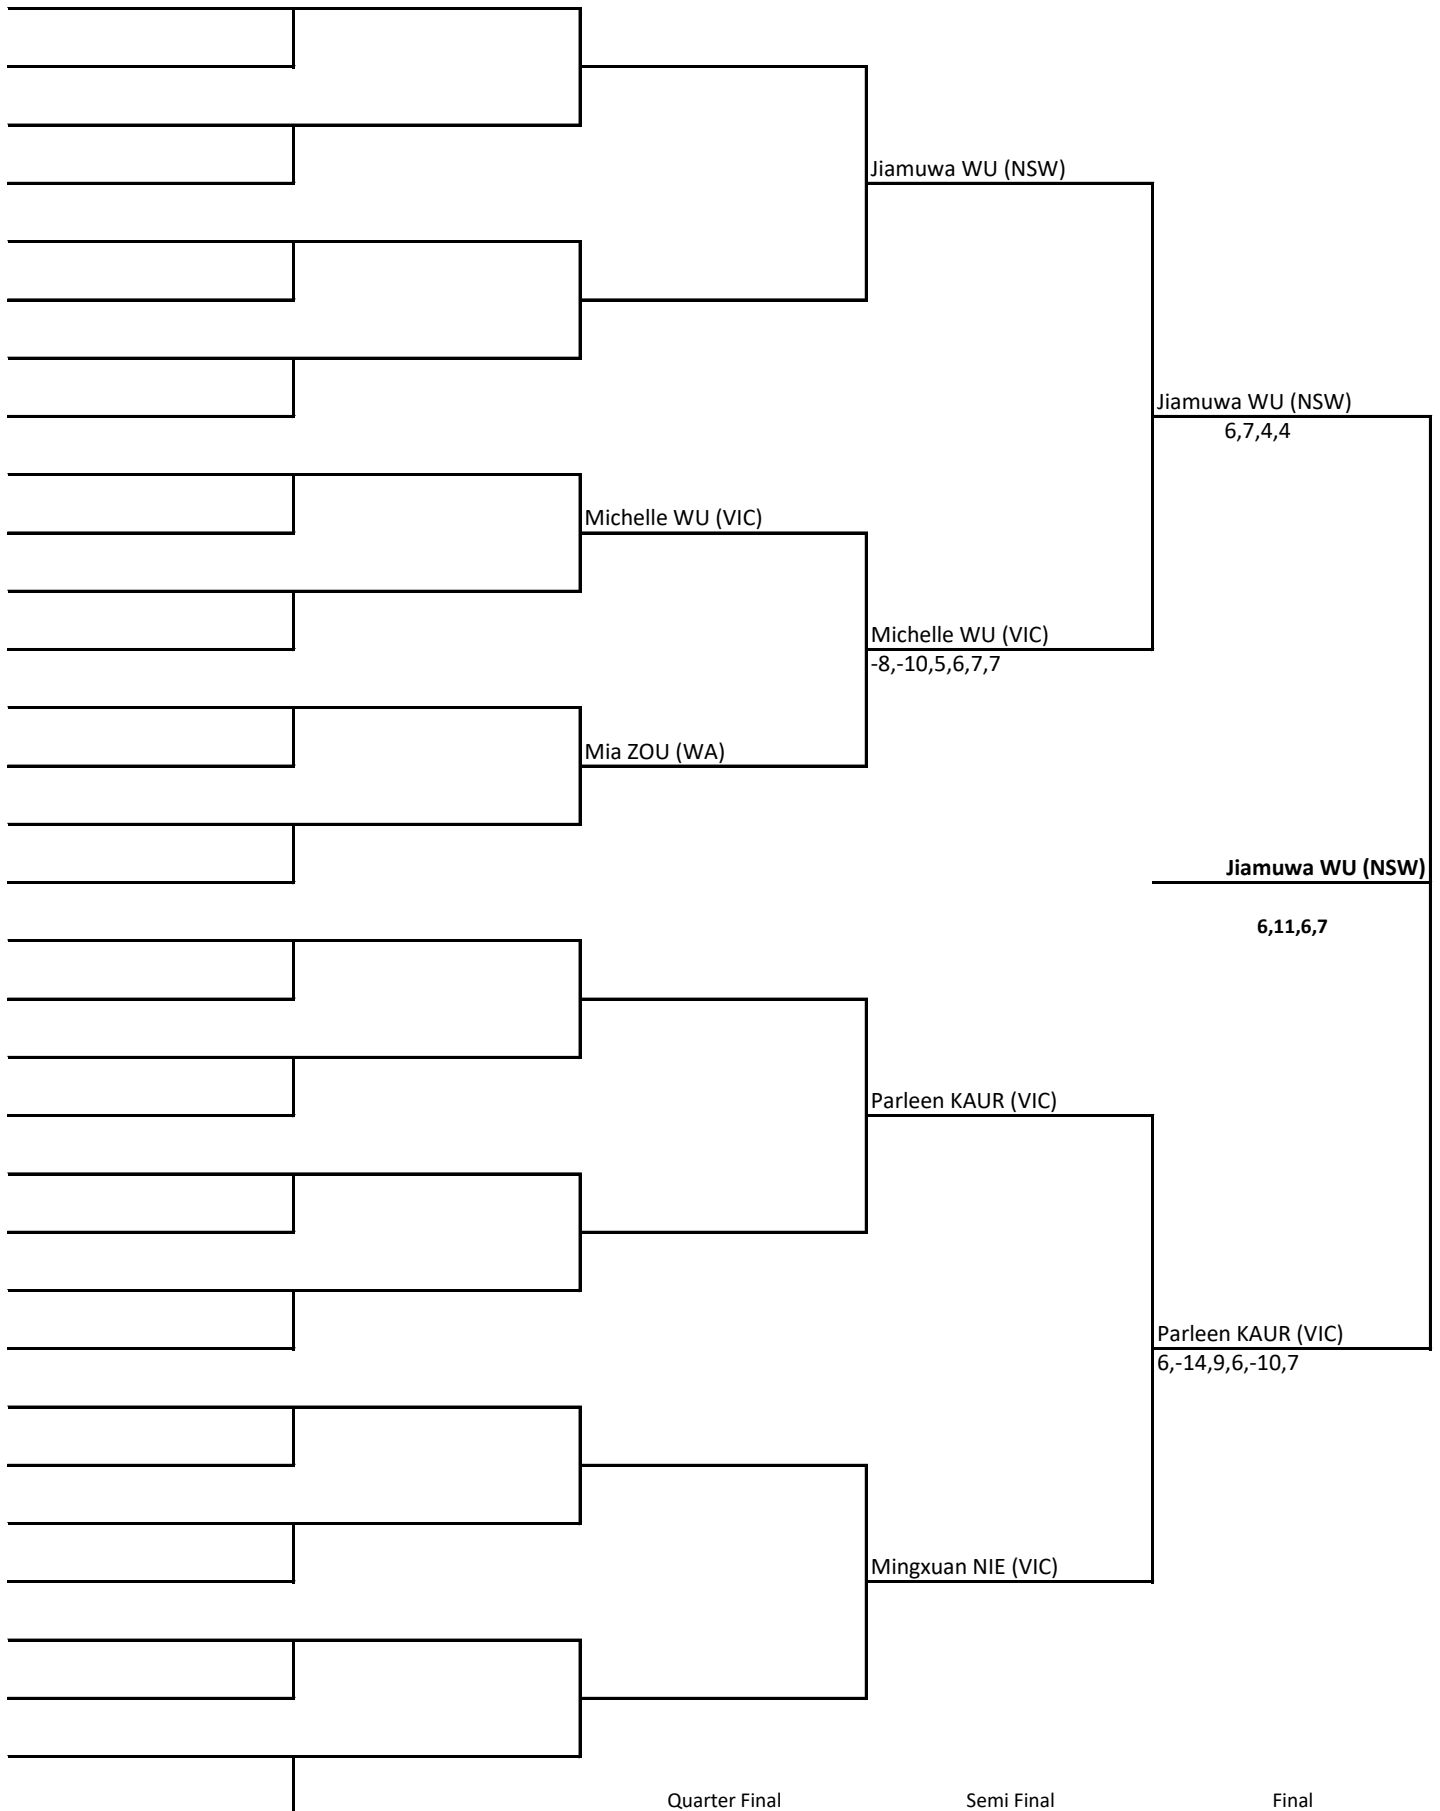 Jiamuwa WU (NSW)
Jiamuwa WU (NSW)
6,7,4,4
Michelle WU (VIC)
Michelle WU (VIC)
-8,-10,5,6,7,7
Mia ZOU (WA)
Jiamuwa WU (NSW)
6,11,6,7
Parleen KAUR (VIC)
Parleen KAUR (VIC)
6,-14,9,6,-10,7
Mingxuan NIE (VIC)
Quarter Final Semi Final Final